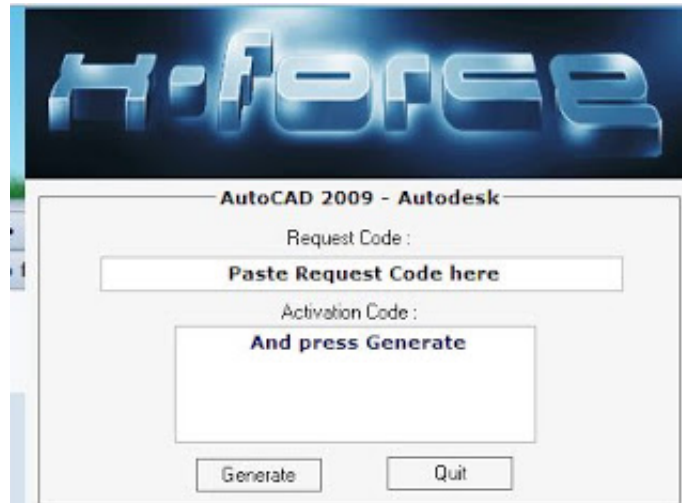 X-force
AutoCAD 2009 - Autodesk
Request Code :
Paste Request Code here
Activation Code :
And press Generate
Generate Quit